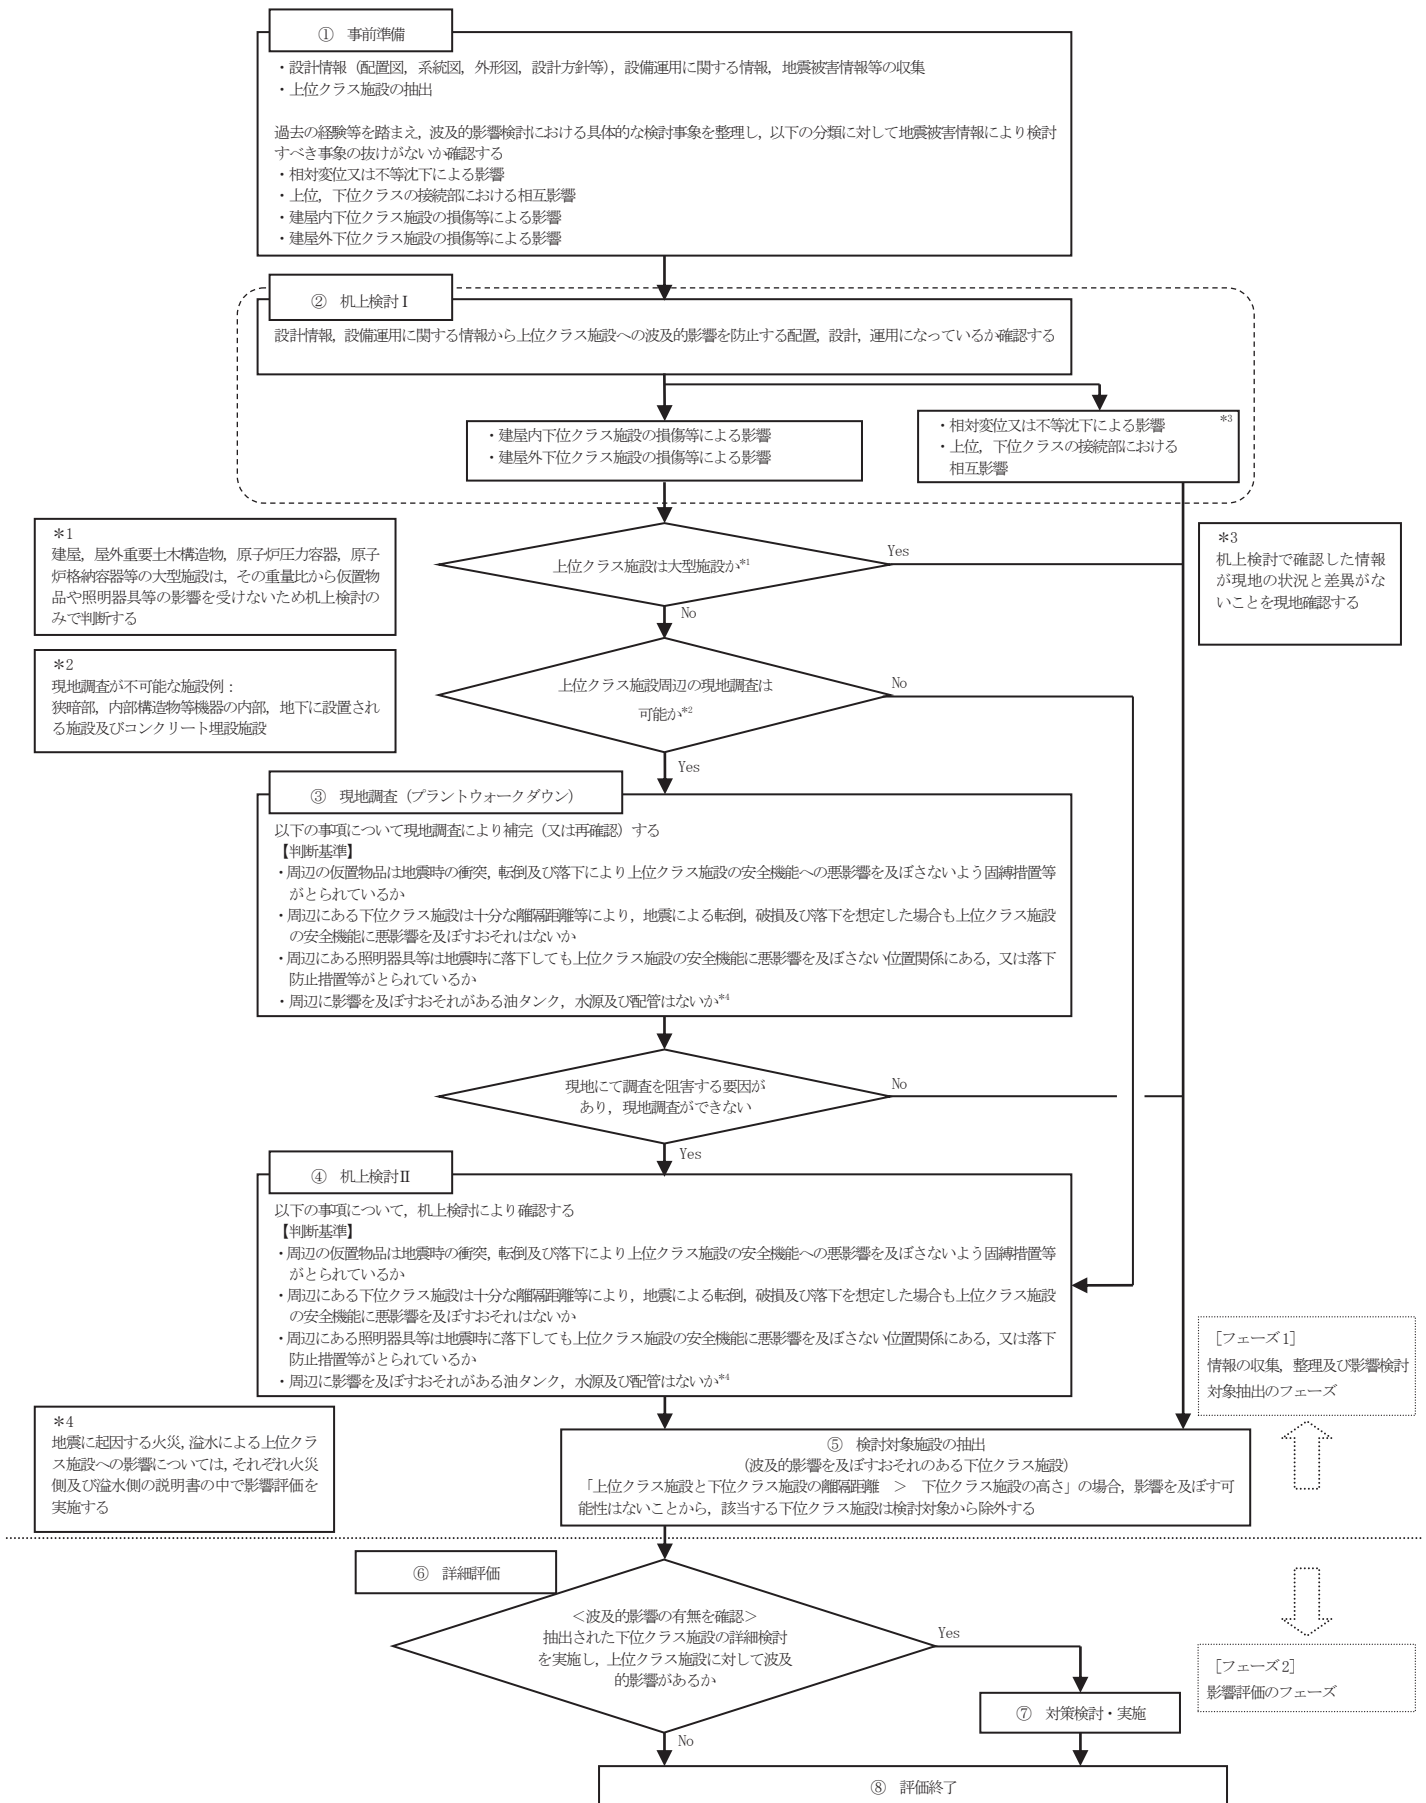 ① 事前準備
・設計情報（配置図，系統図，外形図，設計方針等），設備運用に関する情報，地震被害情報等の収集
・上位クラス施設の抽出
過去の経験等を踏まえ，波及的影響検討における具体的な検討事象を整理し，以下の分類に対して地震被害情報により検討
すべき事象の抜けがないか確認する
・相対変位又は不等沈下による影響
・上位，下位クラスの接続部における相互影響
・建屋内下位クラス施設の損傷等による影響
・建屋外下位クラス施設の損傷等による影響
② 机上検討Ⅰ
設計情報，設備運用に関する情報から上位クラス施設への波及的影響を防止する配置，設計，運用になっているか確認する
・建屋内下位クラス施設の損傷等による影響
・建屋外下位クラス施設の損傷等による影響
・相対変位又は不等沈下による影響 *3
・上位，下位クラスの接続部における
相互影響
*1
建屋，屋外重要土木構造物，原子炉圧力容器，原子
炉格納容器等の大型施設は，その重量比から仮置物
品や照明器具等の影響を受けないため机上検討の
みで判断する
上位クラス施設は大型施設か*1
Yes
No
*3
机上検討で確認した情報
が現地の状況と差異がな
いことを現地確認する
*2
現地調査が不可能な施設例：
狭暗部，内部構造物等機器の内部，地下に設置され
る施設及びコンクリート埋設施設
上位クラス施設周辺の現地調査は
可能か*2
No
Yes
③ 現地調査（プラントウォークダウン）
以下の事項について現地調査により補完（又は再確認）する
【判断基準】
・周辺の仮置物品は地震時の衝突，転倒及び落下により上位クラス施設の安全機能への悪影響を及ぼさないよう固縛措置等
がとられているか
・周辺にある下位クラス施設は十分な離隔距離等により，地震による転倒，破損及び落下を想定した場合も上位クラス施設
の安全機能に悪影響を及ぼすおそれはないか
・周辺にある照明器具等は地震時に落下しても上位クラス施設の安全機能に悪影響を及ぼさない位置関係にある，又は落下
防止措置等がとられているか
・周辺に影響を及ぼすおそれがある油タンク，水源及び配管はないか*4
現地にて調査を阻害する要因が
あり，現地調査ができない
No
Yes
④ 机上検討Ⅱ
以下の事項について，机上検討により確認する
【判断基準】
・周辺の仮置物品は地震時の衝突，転倒及び落下により上位クラス施設の安全機能への悪影響を及ぼさないよう固縛措置等
がとられているか
・周辺にある下位クラス施設は十分な離隔距離等により，地震による転倒，破損及び落下を想定した場合も上位クラス施設
の安全機能に悪影響を及ぼすおそれはないか
・周辺にある照明器具等は地震時に落下しても上位クラス施設の安全機能に悪影響を及ぼさない位置関係にある，又は落下
防止措置等がとられているか
・周辺に影響を及ぼすおそれがある油タンク，水源及び配管はないか*4
［フェーズ1］
情報の収集，整理及び影響検討
対象抽出のフェーズ
*4
地震に起因する火災，溢水による上位クラ
ス施設への影響については，それぞれ火災
側及び溢水側の説明書の中で影響評価を
実施する
⑤ 検討対象施設の抽出
（波及的影響を及ぼすおそれのある下位クラス施設）
「上位クラス施設と下位クラス施設の離隔距離 ＞ 下位クラス施設の高さ」の場合，影響を及ぼす可
能性はないことから，該当する下位クラス施設は検討対象から除外する
⑥ 詳細評価
＜波及的影響の有無を確認＞
抽出された下位クラス施設の詳細検討
を実施し，上位クラス施設に対して波及
的影響があるか
Yes
No
［フェーズ2］
影響評価のフェーズ
⑦ 対策検討・実施
⑧ 評価終了